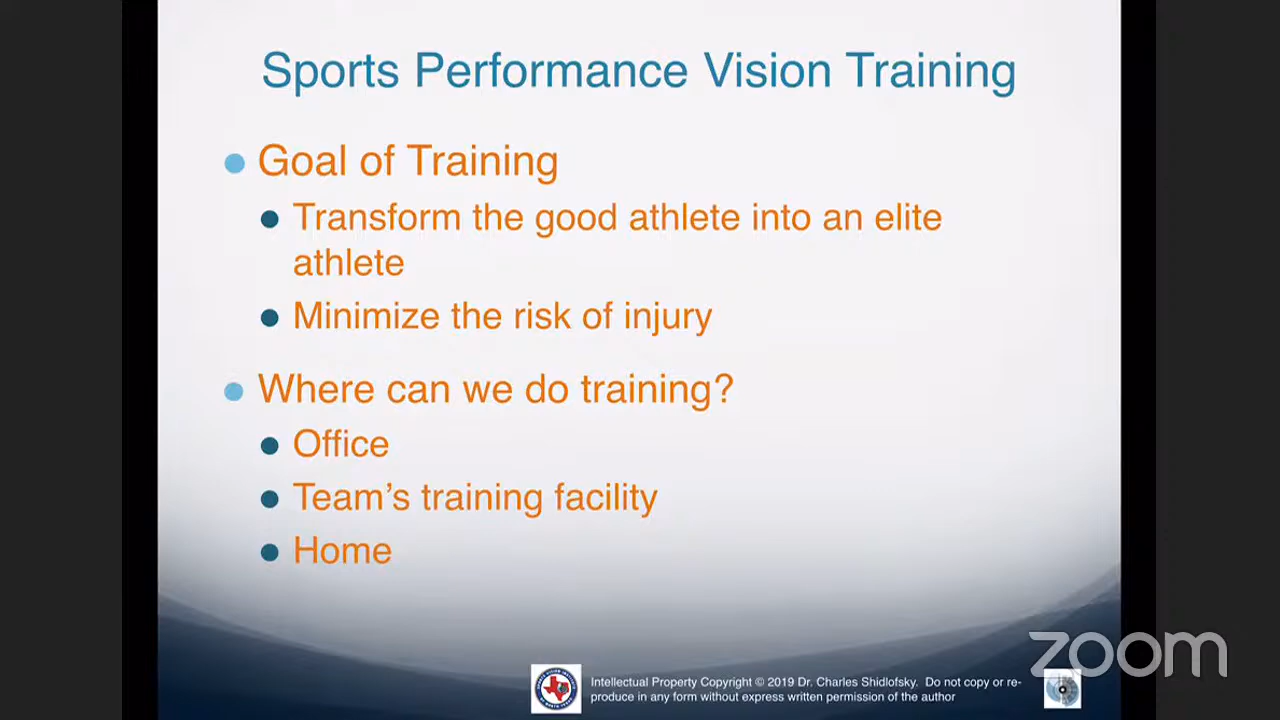 Sports Performance Vision Training
Goal of Training
Transform the good athlete into an elite
athlete
Minimize the risk of injury
Where can we do training?
Office
Team's training facility
Home
zoom
Intellectual Property Copyright © 2019 Dr. Charles Shidlofsky. Do not copy or re-
produce in any form without express written permission of the author